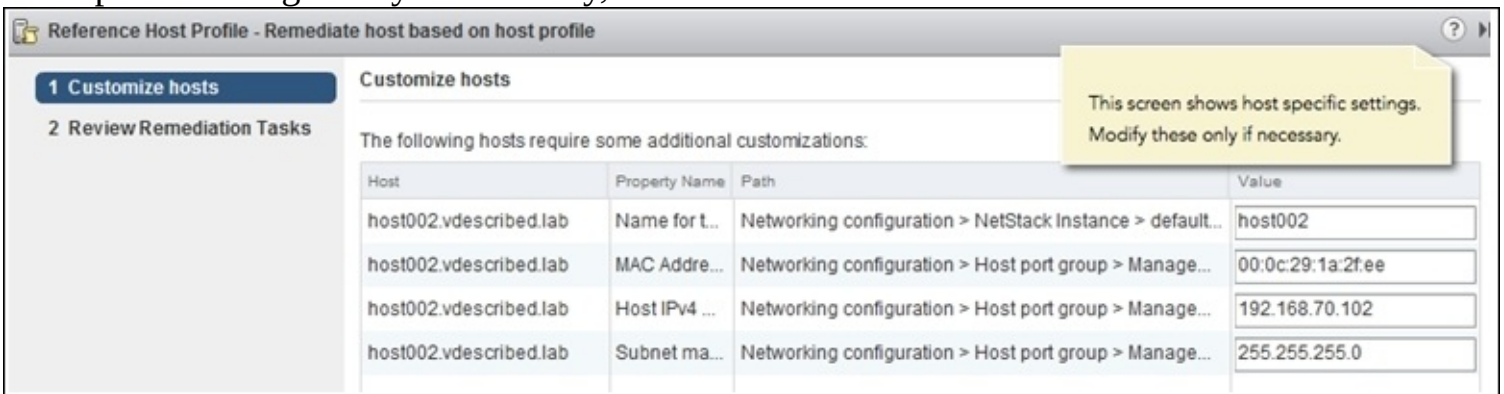 Reference Host Profile - Remediate host based on host profile
?
1 Customize hosts
2 Review Remediation Tasks
Customize hosts
This screen shows host specific settings.
Modify these only if necessary.
The following hosts require some additional customizations:
Host Property Name Path Value
host002.vdescribed.lab Name for t... Networking configuration > NetStack Instance > default... host002
host002.vdescribed.lab MAC Addre... Networking configuration > Host port group > Manage... 00:0c:29:1a:2f:ee
host002.vdescribed.lab Host IPv4 ... Networking configuration > Host port group > Manage... 192.168.70.102
host002.vdescribed.lab Subnet ma... Networking configuration > Host port group > Manage... 255.255.255.0